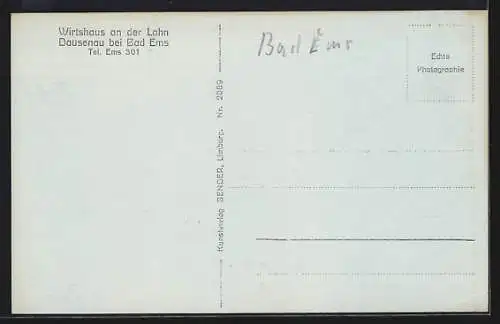 Wirtshaus an der Lahn
Dausenau bei Bad Ems
Tel. Ems 301
Bad Ems
Echte
Photographie
Kunstverlag SENDER, Limburg. Nr. 2089